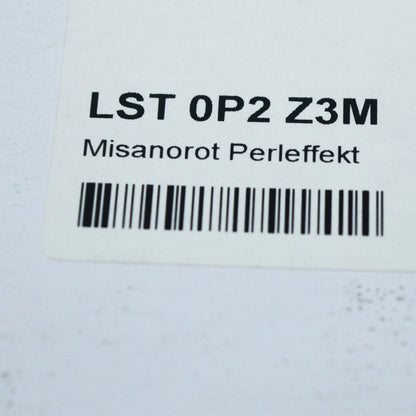 LST 0P2 Z3M
Misanorot Perleffekt